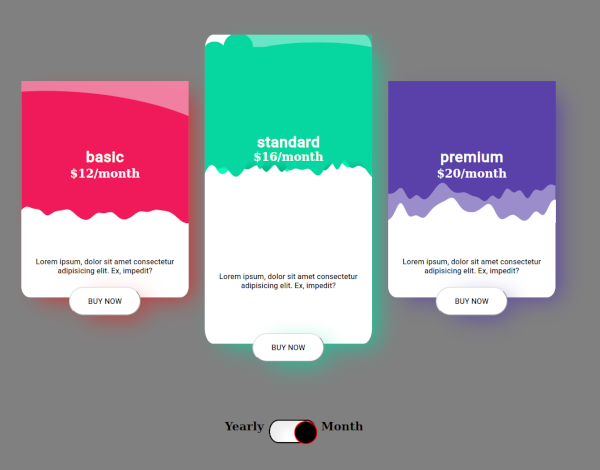 basic
$12/month
Lorem ipsum, dolor sit amet consectetur
adipisicing elit. Ex, impedit?
BUY NOW
standard
$16/month
Lorem ipsum, dolor sit amet consectetur
adipisicing elit. Ex, impedit?
BUY NOW
premium
$20/month
Lorem ipsum, dolor sit amet consectetur
adipisicing elit. Ex, impedit?
BUY NOW
Yearly Month